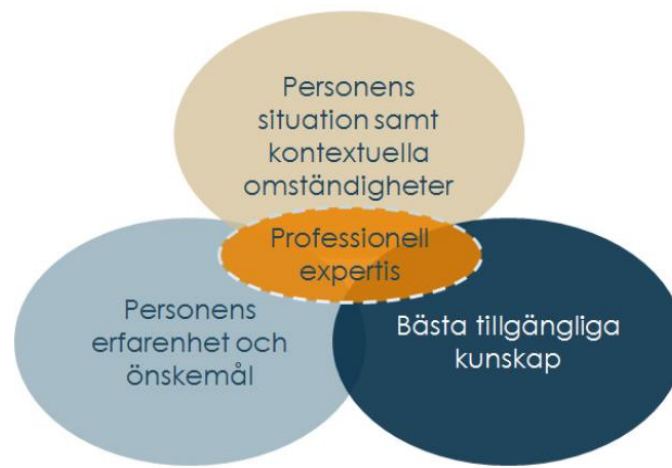 Personens
situation samt
kontextuella
omständigheter
Professionell
expertis
Personens
erfarenhet och
önskemål
Bästa tillgängliga
kunskap